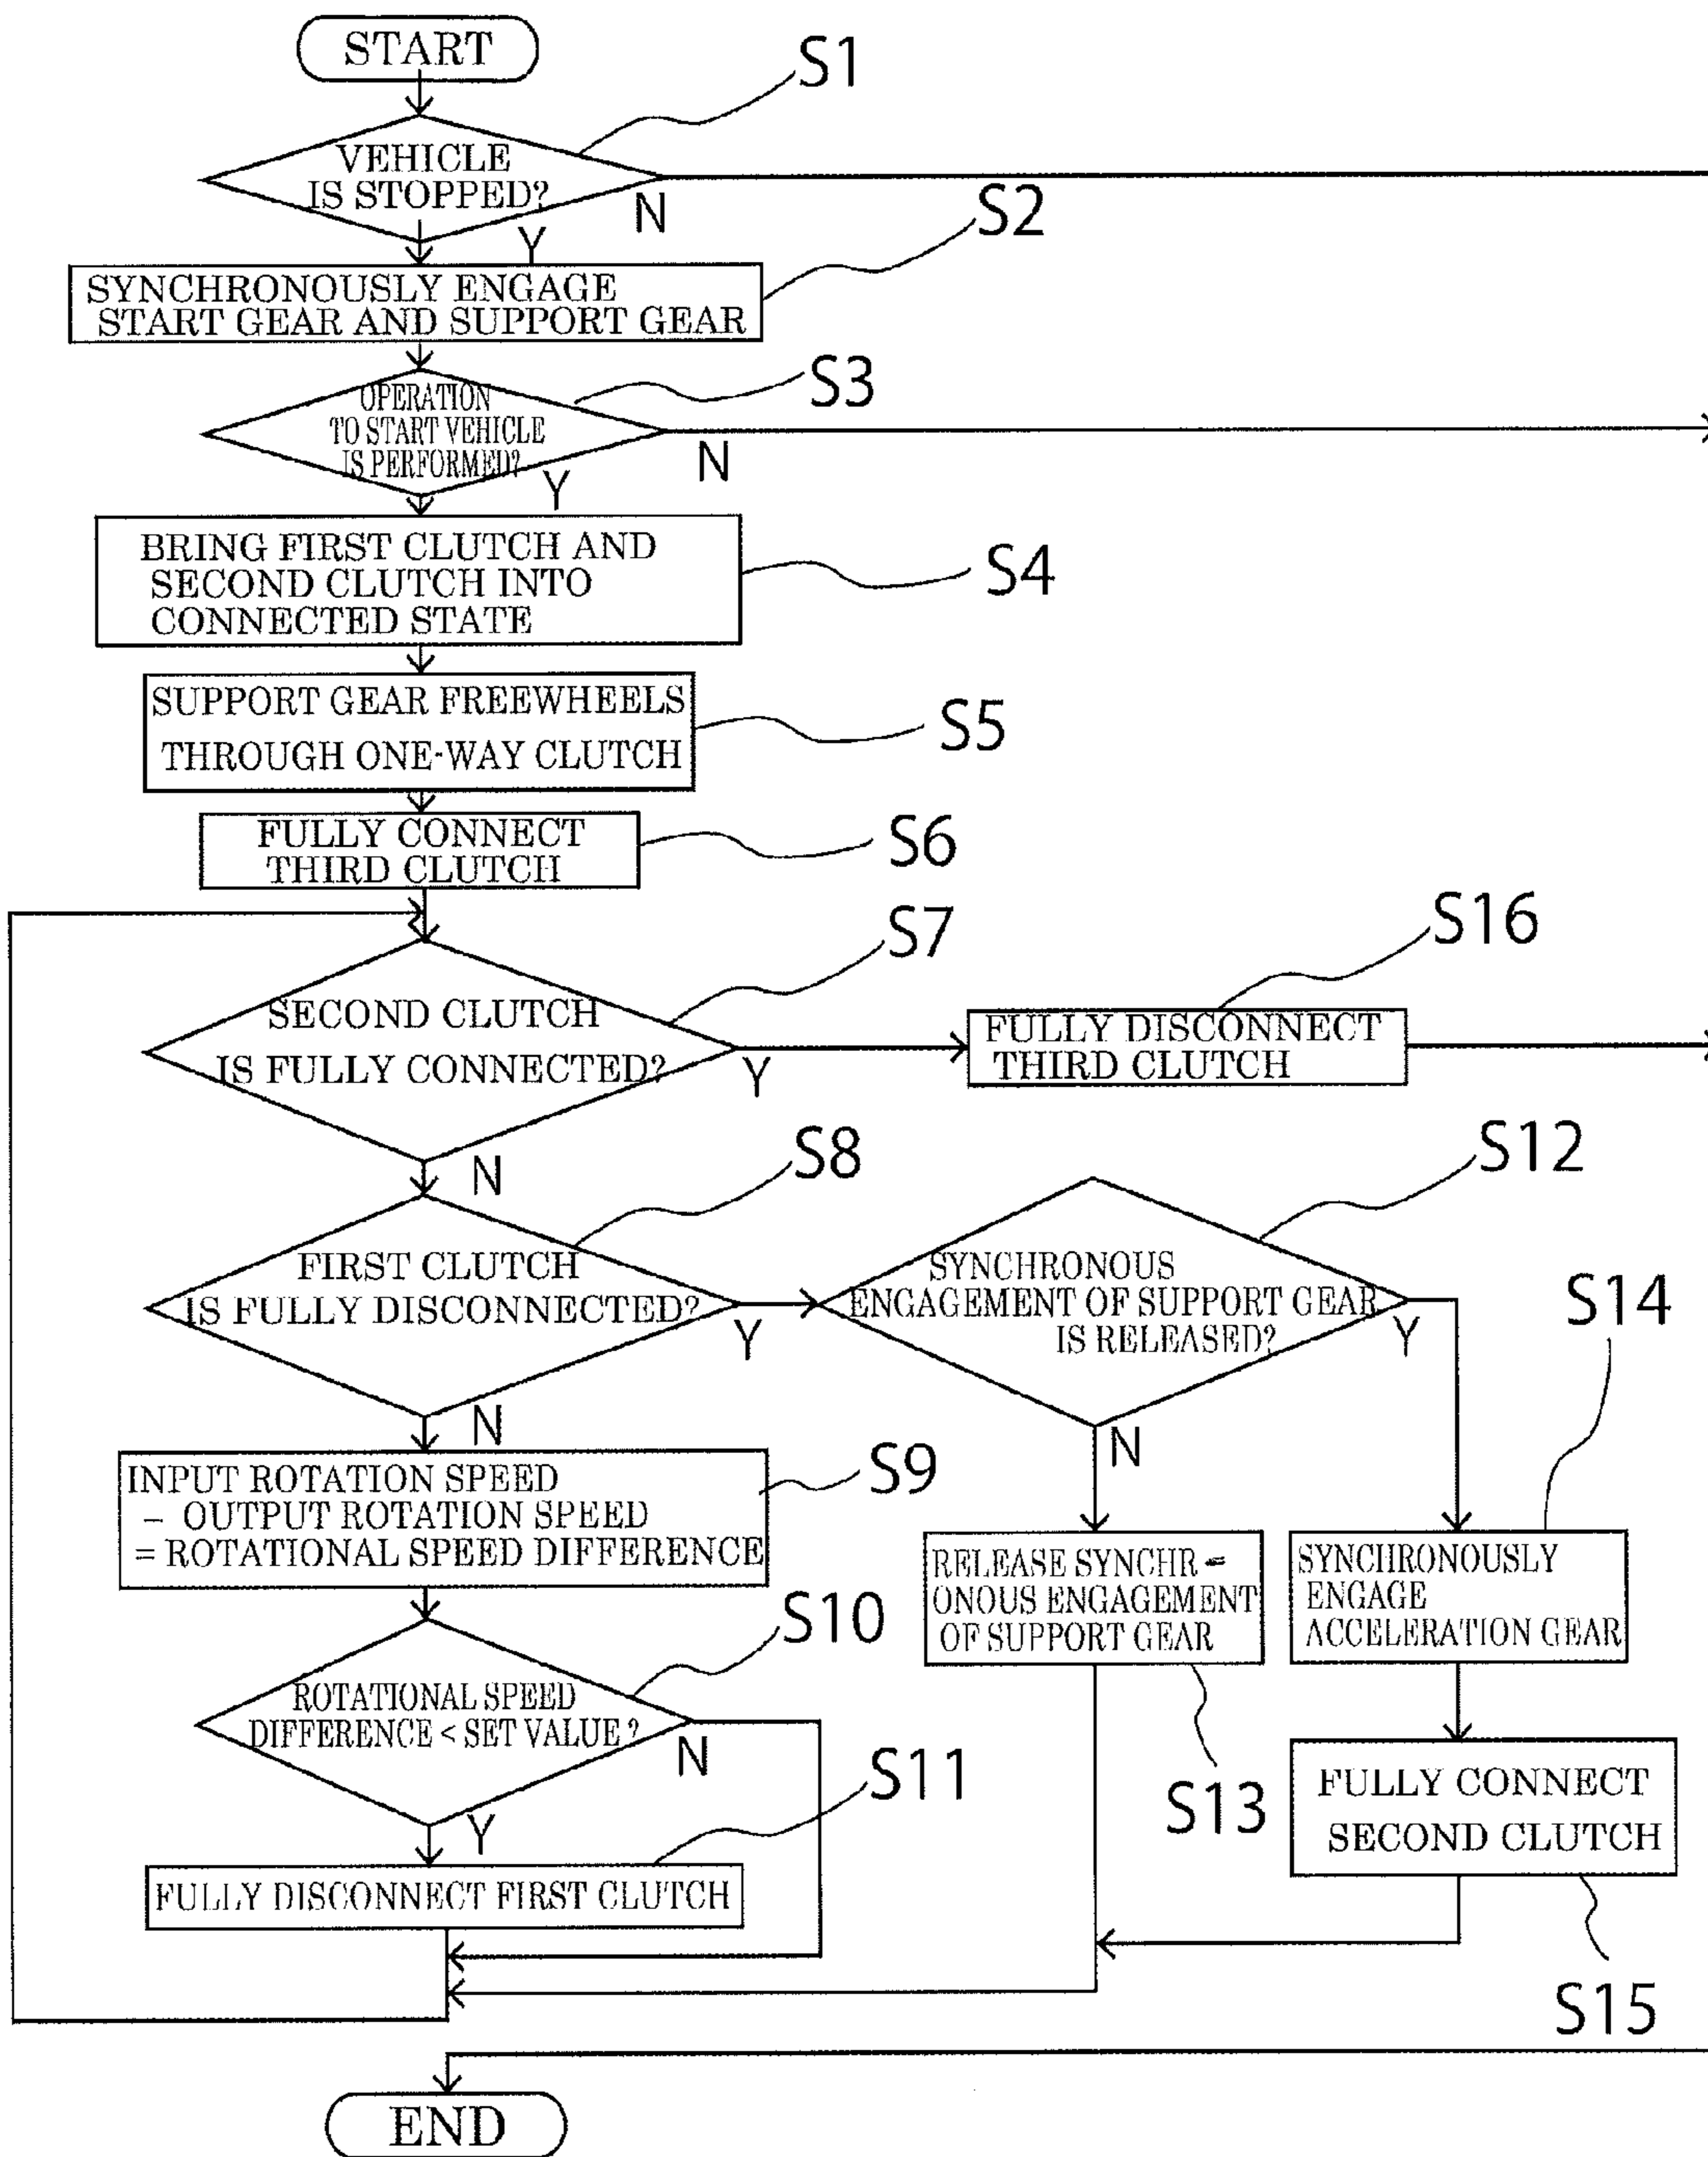 START
S1
VEHICLE
IS STOPPED?
N
Y
S2
SYNCHRONOUSLY ENGAGE
START GEAR AND SUPPORT GEAR
S3
OPERATION
TO START VEHICLE
IS PERFORMED?
N
Y
BRING FIRST CLUTCH AND
SECOND CLUTCH INTO
CONNECTED STATE
S4
SUPPORT GEAR FREEWHEELS
THROUGH ONE-WAY CLUTCH
S5
FULLY CONNECT
THIRD CLUTCH
S6
S7
SECOND CLUTCH
IS FULLY CONNECTED?
Y
N
S16
FULLY DISCONNECT
THIRD CLUTCH
S8
FIRST CLUTCH
IS FULLY DISCONNECTED?
Y
N
S12
SYNCHRONOUS
ENGAGEMENT OF SUPPORT GEAR
IS RELEASED?
Y
N
S14
INPUT ROTATION SPEED
- OUTPUT ROTATION SPEED
= ROTATIONAL SPEED DIFFERENCE
S9
RELEASE SYNCHR=
ONOUS ENGAGEMENT
OF SUPPORT GEAR
S13
SYNCHRONOUSLY
ENGAGE
ACCELERATION GEAR
S10
ROTATIONAL SPEED
DIFFERENCE < SET VALUE ?
N
Y
S11
FULLY DISCONNECT FIRST CLUTCH
FULLY CONNECT
SECOND CLUTCH
S15
END